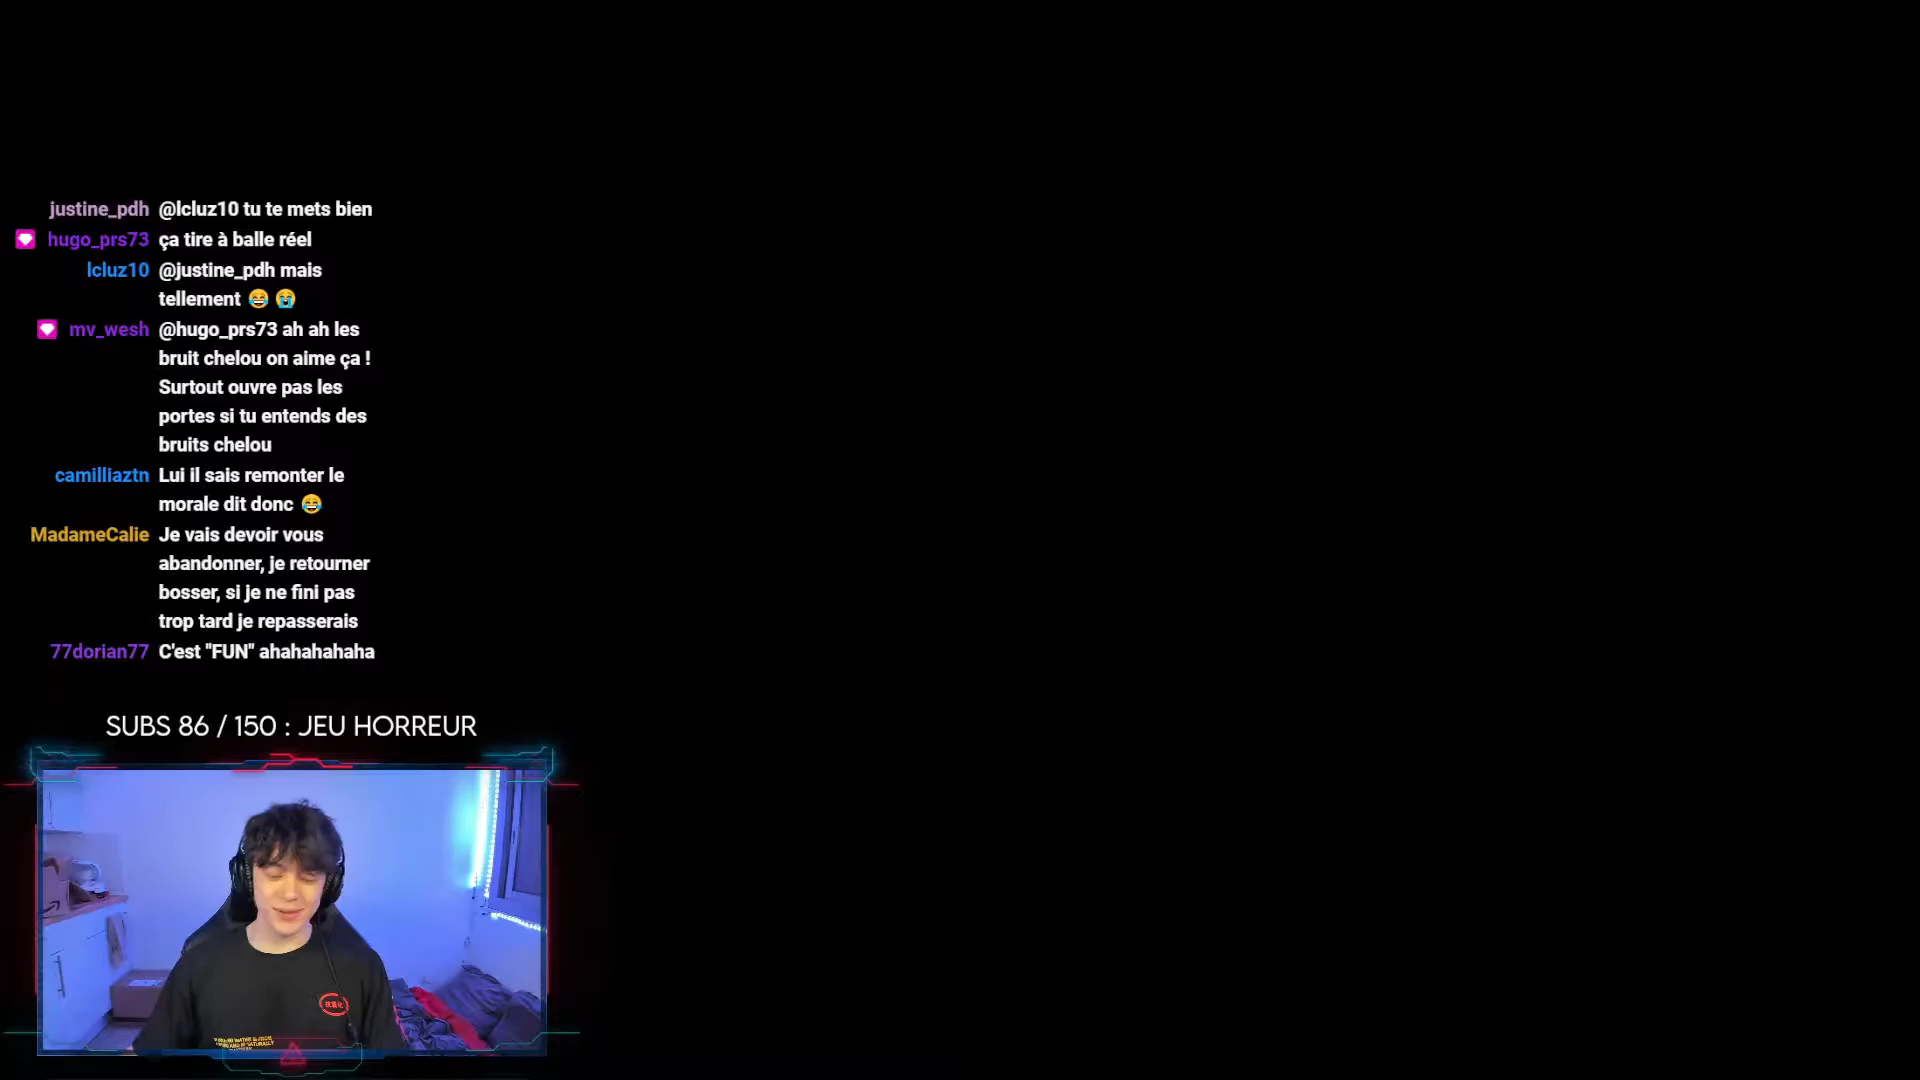 justine_pdh @lcluz10 tu te mets bien
hugo_prs73 ça tire à balle réel
lcluz10 @justine_pdh mais
tellement 😂 😭
mv_wesh @hugo_prs73 ah ah les
bruit chelou on aime ça !
Surtout ouvre pas les
portes si tu entends des
bruits chelou
camilliaztn Lui il sais remonter le
morale dit donc 😂
MadameCalie Je vais devoir vous
abandonner, je retourner
bosser, si je ne fini pas
trop tard je repasserais
77dorian77 C'est "FUN" ahahahahaha
SUBS 86 / 150 : JEU HORREUR